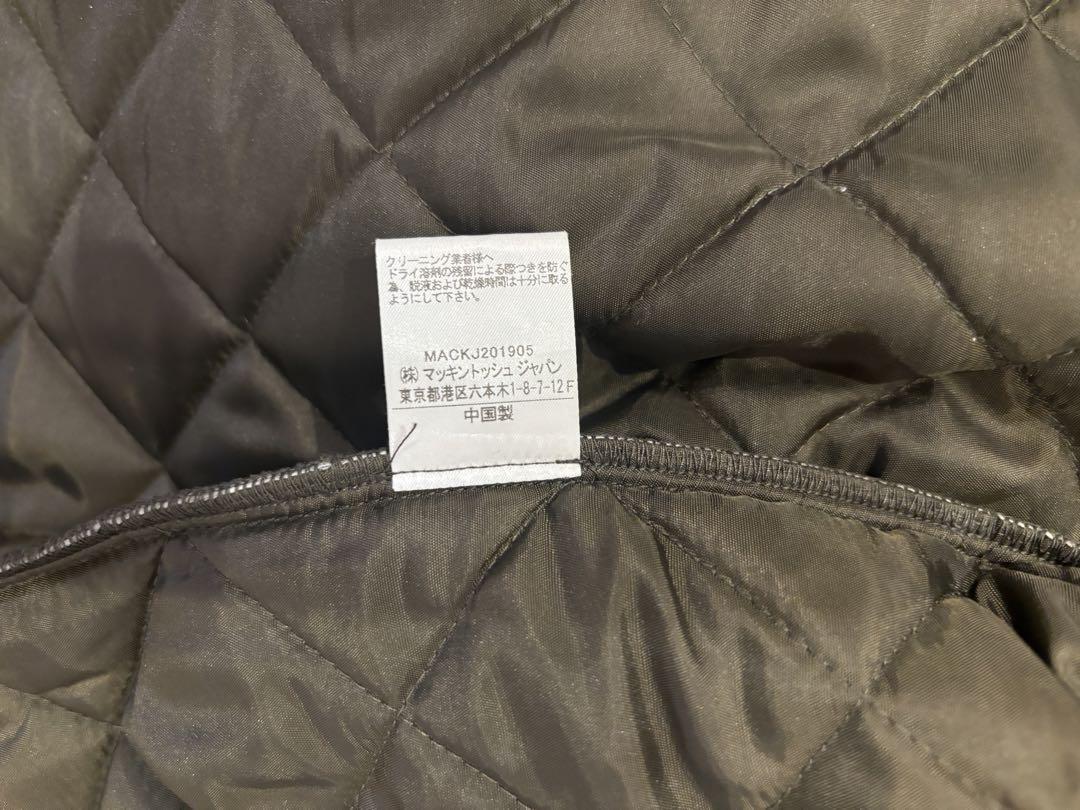 クリーニング業者様へ
ドライ溶剤の残留による際つきを防ぐ
為、脱液および乾燥時間は十分に取る
ようにして下さい。
MACKJ201905
(株)マッキントッシュ ジャパン
東京都港区六本木1-8-7-12F
中国製